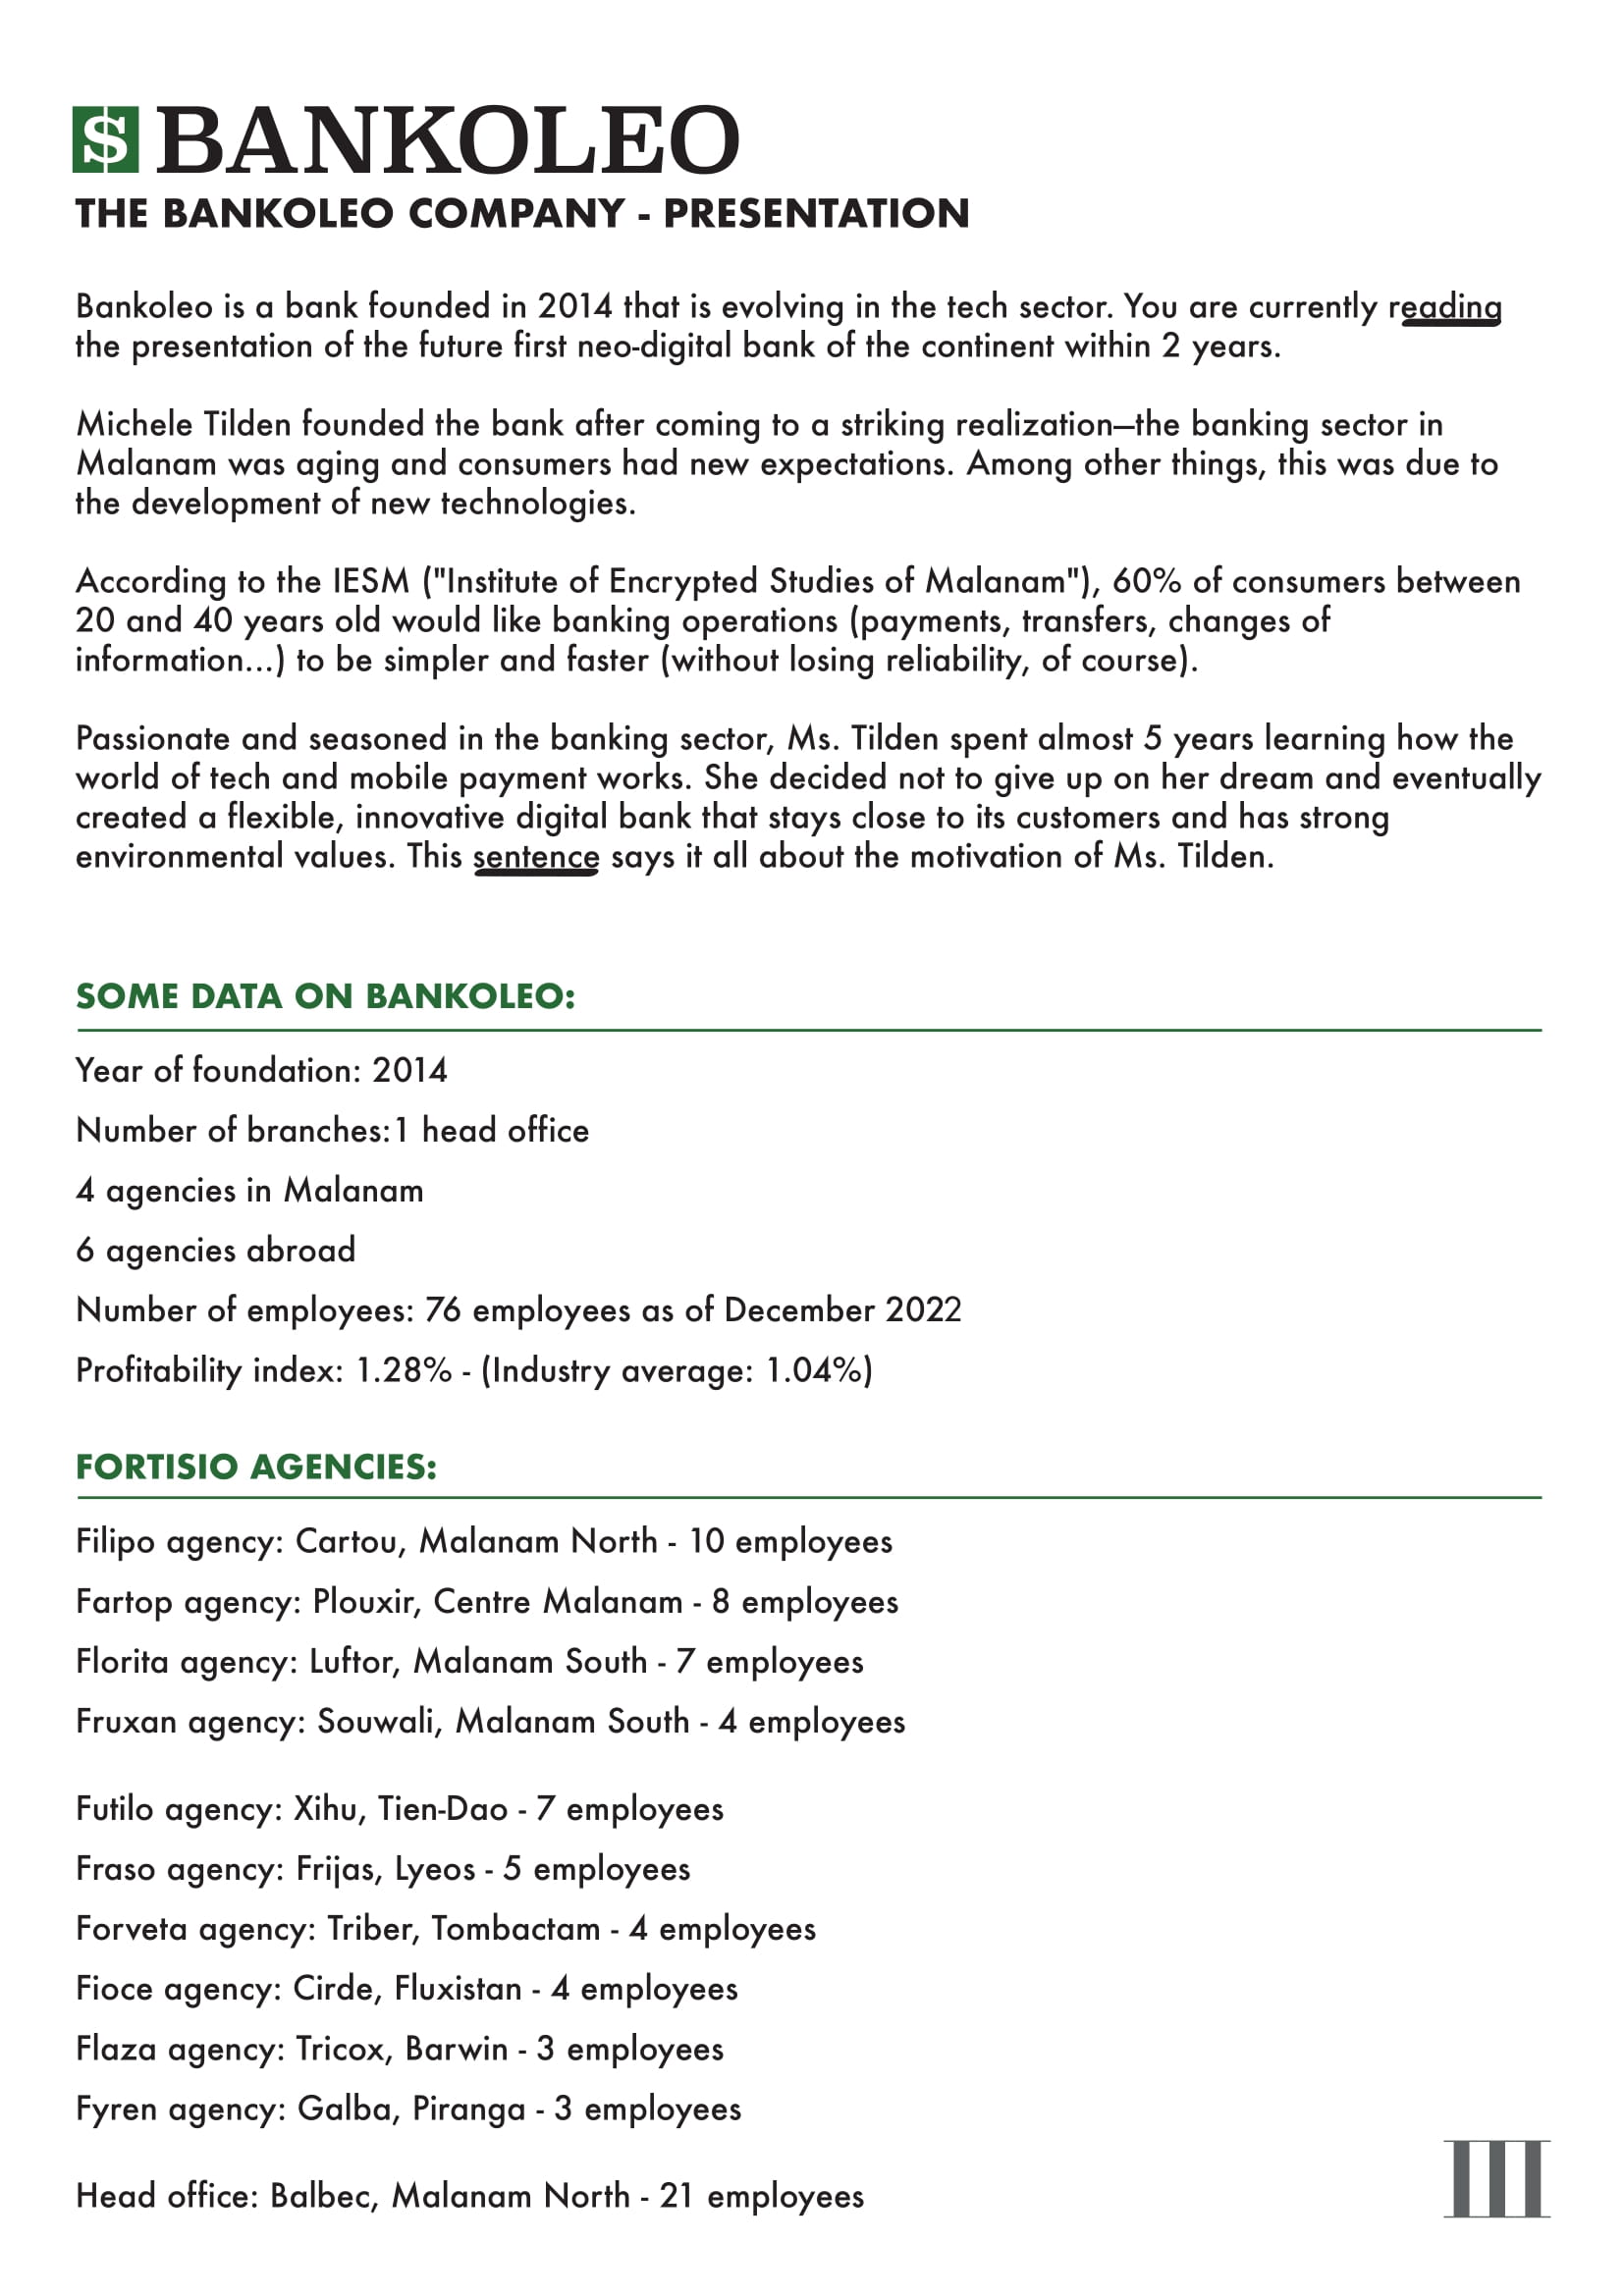 $ BANKOLEO
THE BANKOLEO COMPANY - PRESENTATION
Bankoleo is a bank founded in 2014 that is evolving in the tech sector. You are currently reading
the presentation of the future first neo-digital bank of the continent within 2 years.
Michele Tilden founded the bank after coming to a striking realization—the banking sector in
Malanam was aging and consumers had new expectations. Among other things, this was due to
the development of new technologies.
According to the IESM ("Institute of Encrypted Studies of Malanam"), 60% of consumers between
20 and 40 years old would like banking operations (payments, transfers, changes of
information...) to be simpler and faster (without losing reliability, of course).
Passionate and seasoned in the banking sector, Ms. Tilden spent almost 5 years learning how the
world of tech and mobile payment works. She decided not to give up on her dream and eventually
created a flexible, innovative digital bank that stays close to its customers and has strong
environmental values. This sentence says it all about the motivation of Ms. Tilden.
SOME DATA ON BANKOLEO:
Year of foundation: 2014
Number of branches:1 head office
4 agencies in Malanam
6 agencies abroad
Number of employees: 76 employees as of December 2022
Profitability index: 1.28% - (Industry average: 1.04%)
FORTISIO AGENCIES:
Filipo agency: Cartou, Malanam North - 10 employees
Fartop agency: Plouxir, Centre Malanam - 8 employees
Florita agency: Luftor, Malanam South - 7 employees
Fruxan agency: Souwali, Malanam South - 4 employees
Futilo agency: Xihu, Tien-Dao - 7 employees
Fraso agency: Frijas, Lyeos - 5 employees
Forveta agency: Triber, Tombactam - 4 employees
Fioce agency: Cirde, Fluxistan - 4 employees
Flaza agency: Tricox, Barwin - 3 employees
Fyren agency: Galba, Piranga - 3 employees
Head office: Balbec, Malanam North - 21 employees
III